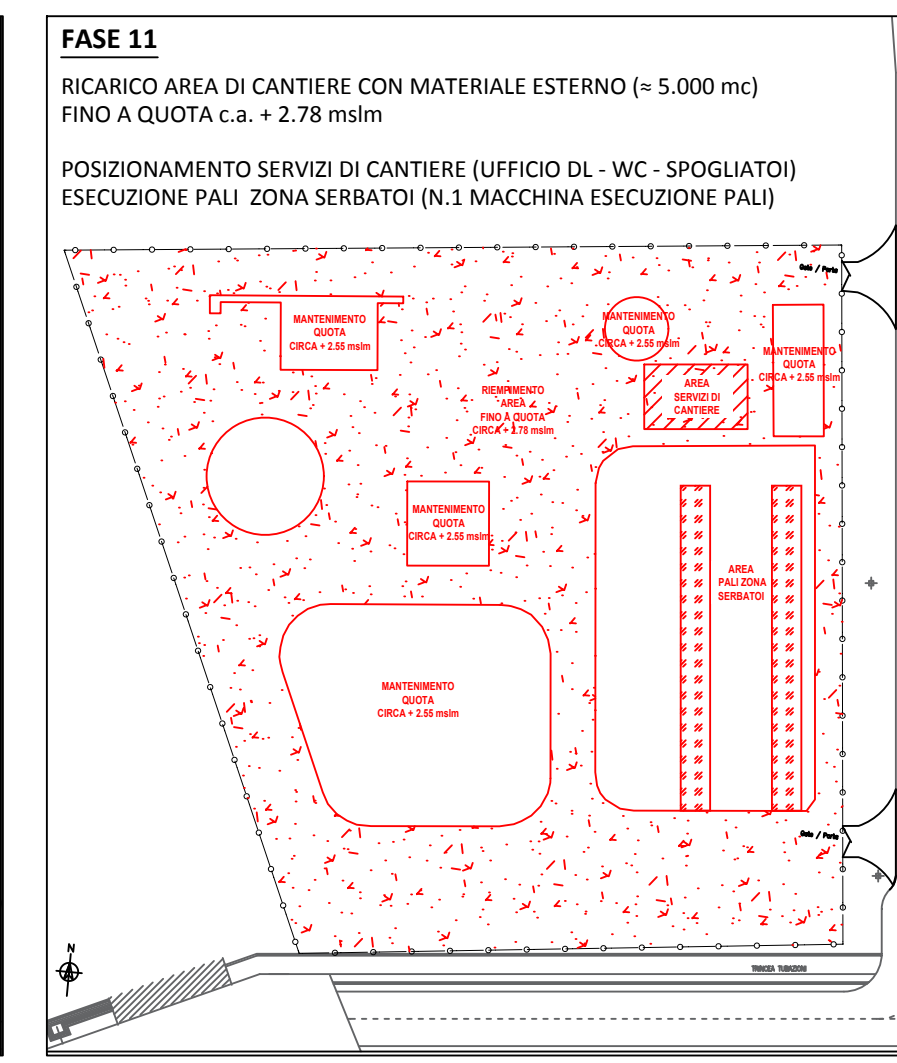 FASE 11
RICARICO AREA DI CANTIERE CON MATERIALE ESTERNO (≈ 5.000 mc)
FINO A QUOTA c.a. + 2.78 mslm
POSIZIONAMENTO SERVIZI DI CANTIERE (UFFICIO DL - WC - SPOGLIATOI)
ESECUZIONE PALI ZONA SERBATOI (N.1 MACCHINA ESECUZIONE PALI)
Gate / Porte
MANTENIMENTO
QUOTA
CIRCA + 2.55 mslm
MANTENIMENTO
QUOTA
CIRCA + 2.55 mslm
MANTENIMENTO
QUOTA
CIRCA + 2.55 mslm
RIEMPIMENTO
AREA
FINO A QUOTA
CIRCA + 2.78 mslm
AREA
SERVIZI DI
CANTIERE
MANTENIMENTO
QUOTA
CIRCA + 2.55 mslm
AREA
PALI ZONA
SERBATOI
MANTENIMENTO
QUOTA
CIRCA + 2.55 mslm
Gate / Porte
N
TRINCEA TUBAZIONI